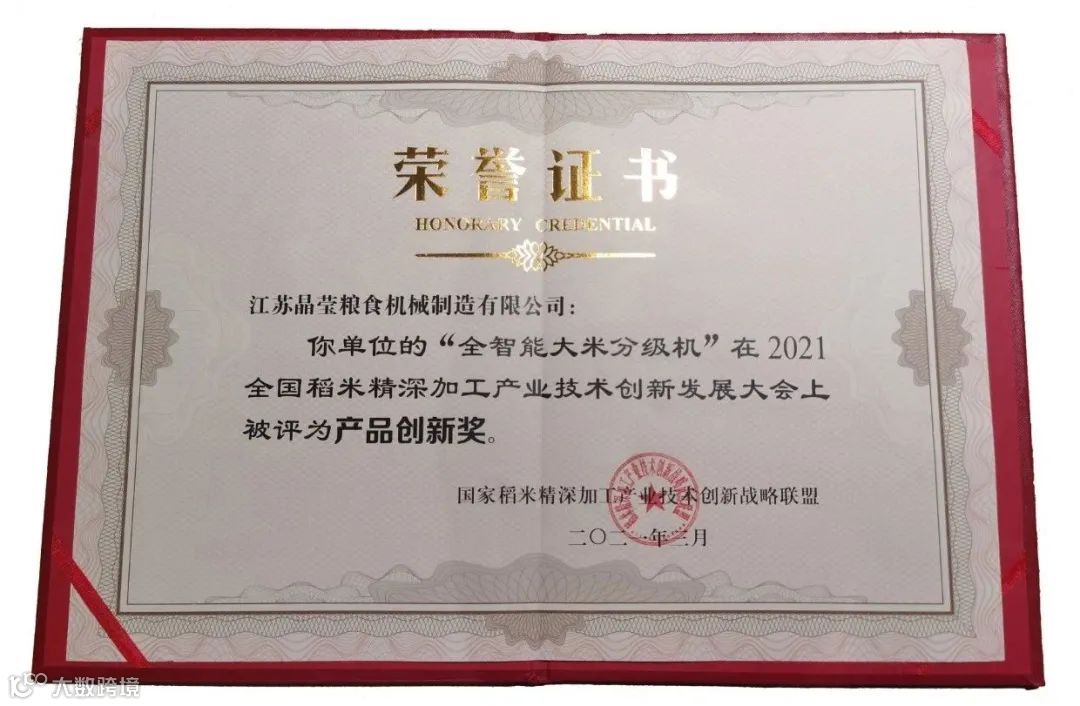 荣誉证书
HONORARY CREDENTIAL
江苏晶莹粮食机械制造有限公司：
你单位的“全智能大米分级机”在2021
全国稻米精深加工产业技术创新发展大会上
被评为产品创新奖。
国家稻米精深加工产业技术创新战略联盟
二〇二一年三月
大数跨境